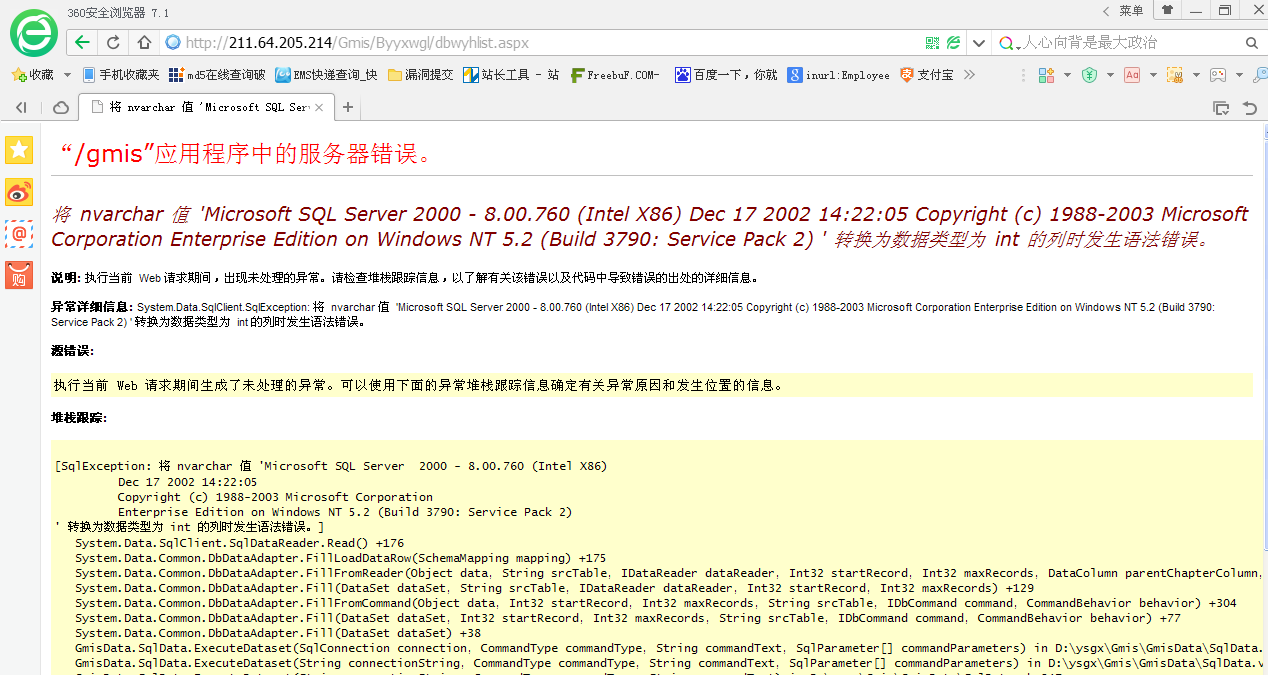 360安全浏览器 7.1
菜单
http://211.64.205.214/Gmis/Byyxwgl/dbwyhlist.aspx
人心向背是最大政治
收藏 手机收藏夹 md5在线查询破 EMS快递查询_快 漏洞提交 站长工具 - 站 FreebuF.COM- 百度一下，你就 inurl:Employee 支付宝
将 nvarchar 值 'Microsoft SQL Ser
“/gmis”应用程序中的服务器错误。
将 nvarchar 值 'Microsoft SQL Server 2000 - 8.00.760 (Intel X86) Dec 17 2002 14:22:05 Copyright (c) 1988-2003 Microsoft
Corporation Enterprise Edition on Windows NT 5.2 (Build 3790: Service Pack 2) ' 转换为数据类型为 int 的列时发生语法错误。
说明: 执行当前 Web 请求期间，出现未处理的异常。请检查堆栈跟踪信息，以了解有关该错误以及代码中导致错误的出处的详细信息。
异常详细信息: System.Data.SqlClient.SqlException: 将 nvarchar 值 'Microsoft SQL Server 2000 - 8.00.760 (Intel X86) Dec 17 2002 14:22:05 Copyright (c) 1988-2003 Microsoft Corporation Enterprise Edition on Windows NT 5.2 (Build 3790:
Service Pack 2) ' 转换为数据类型为 int 的列时发生语法错误。
源错误:
执行当前 Web 请求期间生成了未处理的异常。可以使用下面的异常堆栈跟踪信息确定有关异常原因和发生位置的信息。
堆栈跟踪:
[SqlException: 将 nvarchar 值 'Microsoft SQL Server  2000 - 8.00.760 (Intel X86)
Dec 17 2002 14:22:05
Copyright (c) 1988-2003 Microsoft Corporation
Enterprise Edition on Windows NT 5.2 (Build 3790: Service Pack 2)
' 转换为数据类型为 int 的列时发生语法错误。]
System.Data.SqlClient.SqlDataReader.Read() +176
System.Data.Common.DbDataAdapter.FillLoadDataRow(SchemaMapping mapping) +175
System.Data.Common.DbDataAdapter.FillFromReader(Object data, String srcTable, IDataReader dataReader, Int32 startRecord, Int32 maxRecords, DataColumn parentChapterColumn,
System.Data.Common.DbDataAdapter.Fill(DataSet dataSet, String srcTable, IDataReader dataReader, Int32 startRecord, Int32 maxRecords) +129
System.Data.Common.DbDataAdapter.FillFromCommand(Object data, Int32 startRecord, Int32 maxRecords, String srcTable, IDbCommand command, CommandBehavior behavior) +304
System.Data.Common.DbDataAdapter.Fill(DataSet dataSet, Int32 startRecord, Int32 maxRecords, String srcTable, IDbCommand command, CommandBehavior behavior) +77
System.Data.Common.DbDataAdapter.Fill(DataSet dataSet) +38
GmisData.SqlData.ExecuteDataset(SqlConnection connection, CommandType commandType, String commandText, SqlParameter[] commandParameters) in D:\ysgx\Gmis\GmisData\SqlData.
GmisData.SqlData.ExecuteDataset(String connectionString, CommandType commandType, String commandText, SqlParameter[] commandParameters) in D:\ysgx\Gmis\GmisData\SqlData.v